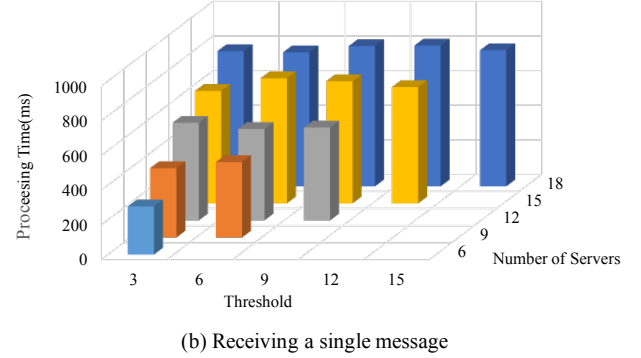 Proceesing Time(ms)
1000
800
600
400
200
0
3 6 9 12 15
Threshold
6
9
12
15
18
Number of Servers
(b) Receiving a single message